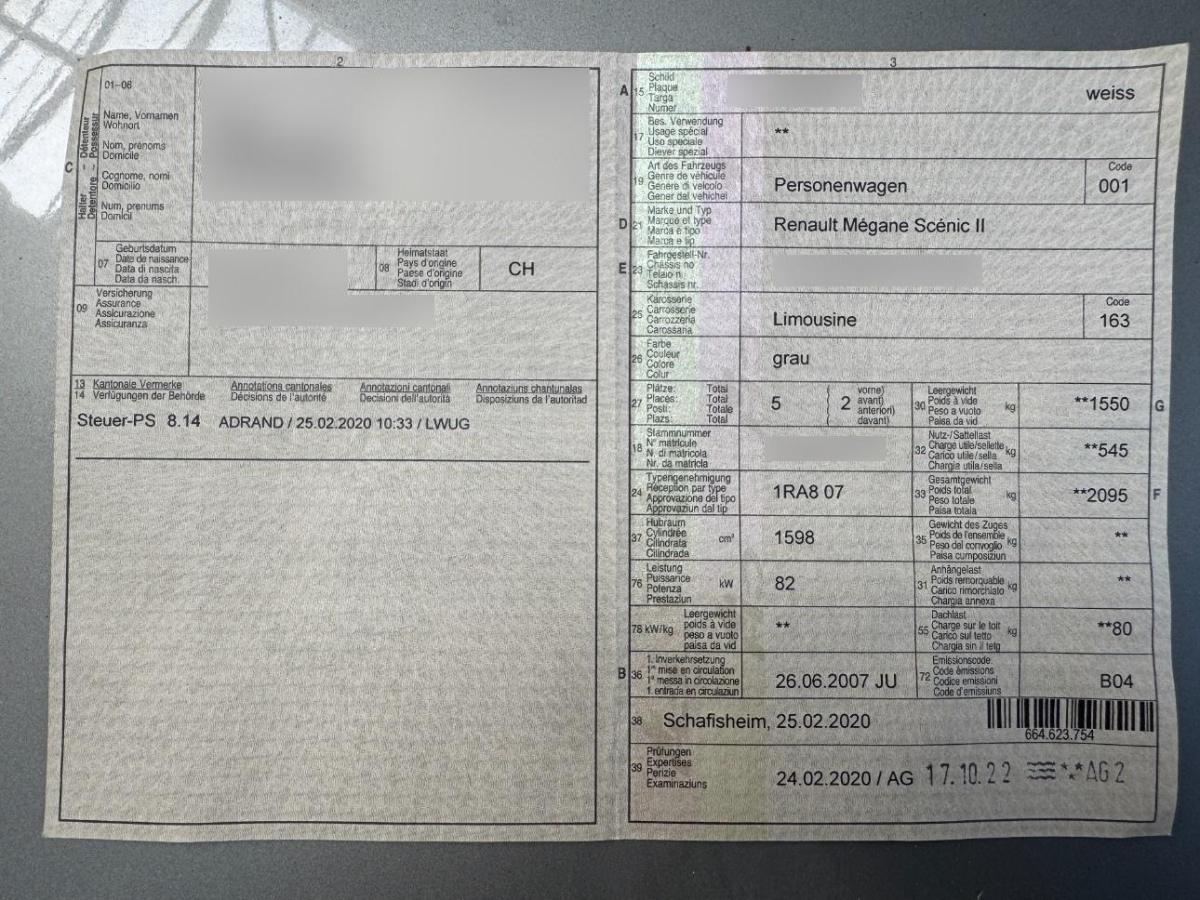 2
01–06
Halter – Détenteur
Detentore – Possessur
C
Name, Vornamen
Wohnort
Nom, prénoms
Domicile
Cognome, nomi
Domicilio
Num, prenums
Domicil
07
Geburtsdatum
Date de naissance
Data di nascita
Data da nasch.
08
Heimatstaat
Pays d'origine
Paese d'origine
Stadi d'origin
CH
09
Versicherung
Assurance
Assicurazione
Assicuranza
13 Kantonale Vermerke Annotations cantonales Annotazioni cantonali Annotaziuns chantunalas
14 Verfügungen der Behörde Décisions de l'autorité Decisioni dell'autorità Disposiziuns da l'autoritad
Steuer-PS 8.14 ADRAND / 25.02.2020 10:33 / LWUG
3
A 15
Schild
Plaque
Targa
Numer
weiss
17
Bes. Verwendung
Usage spécial
Uso speciale
Diever spezial
**
19
Art des Fahrzeugs
Genre de véhicule
Genere di veicolo
Gener dal vehichel
Personenwagen
Code
001
D 21
Marke und Typ
Marque et type
Marca e tipo
Marca e tip
Renault Mégane Scénic II
E 23
Fahrgestell-Nr.
Châssis no
Telaio n.
Schassis nr.
25
Karosserie
Carrosserie
Carrozzeria
Carossaria
Limousine
Code
163
26
Farbe
Couleur
Colore
Colur
grau
27
Plätze: Total
Places: Total
Posti: Totale
Plazs: Total
5
( 2
vorne)
avant)
anteriori)
davant)
30
Leergewicht
Poids à vide
Peso a vuoto
Paisa da vid
kg
**1550
G
18
Stammnummer
N° matricule
N. di matricola
Nr. da matricla
32
Nutz-/Sattellast
Charge utile/sellette
Carico utile/sella
Chargia utila/sella
kg
**545
24
Typengenehmigung
Réception par type
Approvazione del tipo
Approvaziun dal tip
1RA8 07
33
Gesamtgewicht
Poids total
Peso totale
Paisa totala
kg
**2095
F
37
Hubraum
Cylindrée
Cilindrata
Cilindrada
cm³
1598
35
Gewicht des Zuges
Poids de l'ensemble
Peso del convoglio
Paisa cumposiziun
kg
**
76
Leistung
Puissance
Potenza
Prestaziun
kW
82
31
Anhängelast
Poids remorquable
Carico rimorchiato
Chargia annexa
kg
**
78 kW/kg
Leergewicht
poids à vide
peso a vuoto
paisa da vid
**
55
Dachlast
Charge sur le toit
Carico sul tetto
Chargia sin il tetg
kg
**80
B 36
1. Inverkehrsetzung
1re mise en circulation
1a messa in circolazione
1. entrada en circulaziun
26.06.2007 JU
72
Emissionscode
Code émissions
Codice emissioni
Code d'emissiuns
B04
38 Schafisheim, 25.02.2020
664.623.754
39
Prüfungen
Expertises
Perizie
Examinaziuns
24.02.2020 / AG 17.10.22 **AG 2